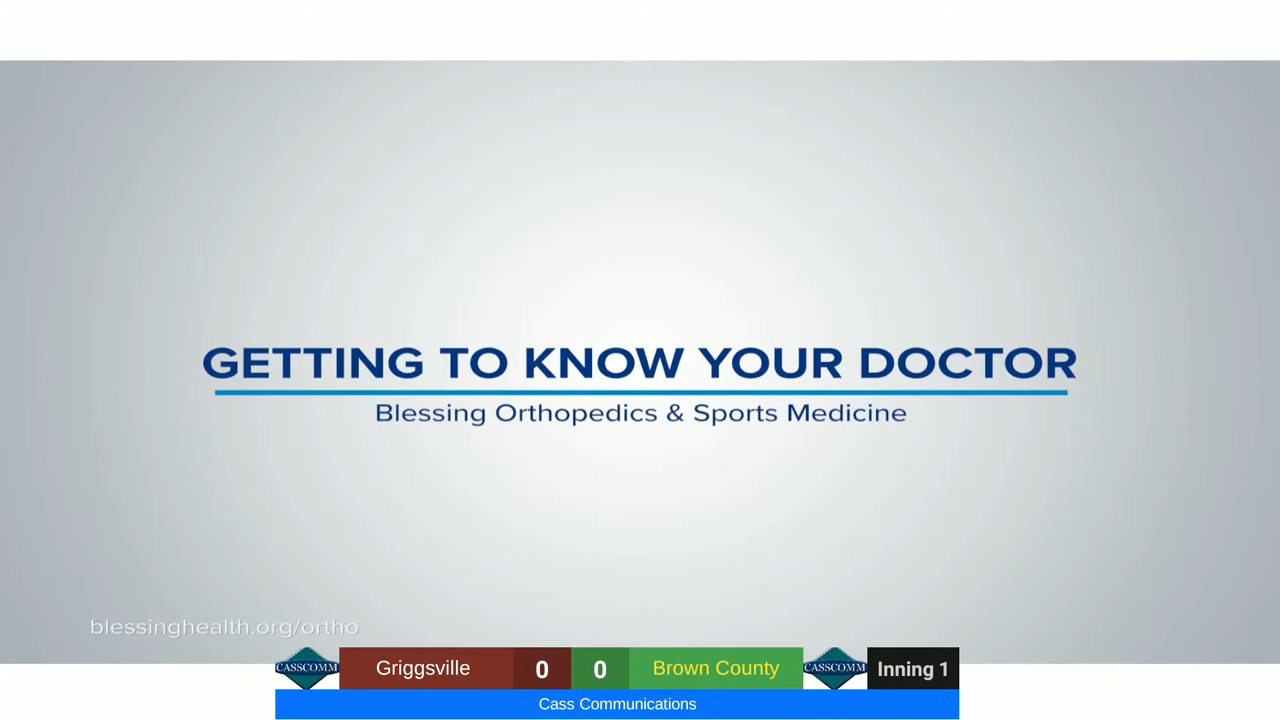 GETTING TO KNOW YOUR DOCTOR
Blessing Orthopedics & Sports Medicine
blessinghealth.org/ortho
CASSCOMM Griggsville 0 0 Brown County CASSCOMM Inning 1
Cass Communications